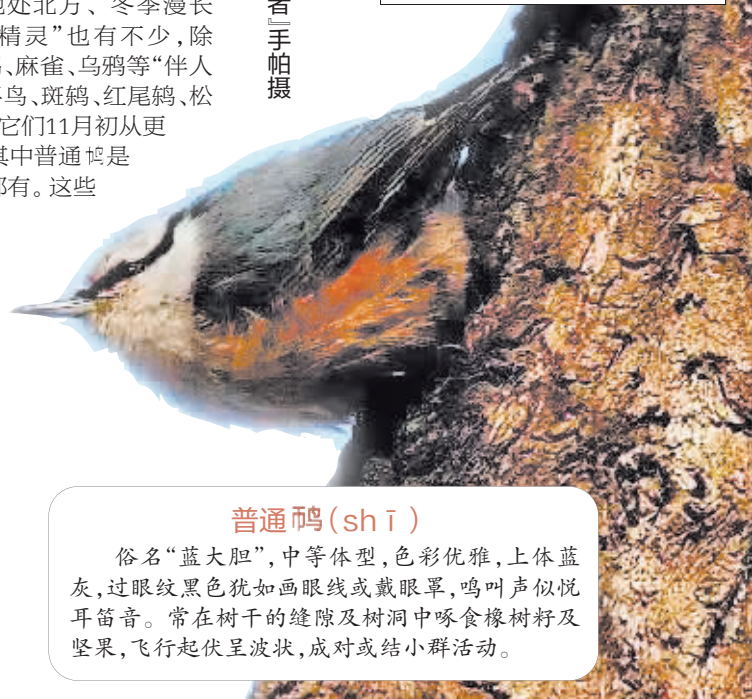 处北方、冬季漫长
精灵”也有不少,除
、麻雀、乌鸦等“伴人
鸟、斑鸫、红尾鸫、松
它们11月初从更
其中普通䴓是
都有。这些
者』手帕摄
普通䴓(shī)
俗名“蓝大胆”,中等体型,色彩优雅,上体蓝
灰,过眼纹黑色犹如画眼线或戴眼罩,鸣叫声似悦
耳笛音。常在树干的缝隙及树洞中啄食橡树籽及
坚果,飞行起伏呈波状,成对或结小群活动。